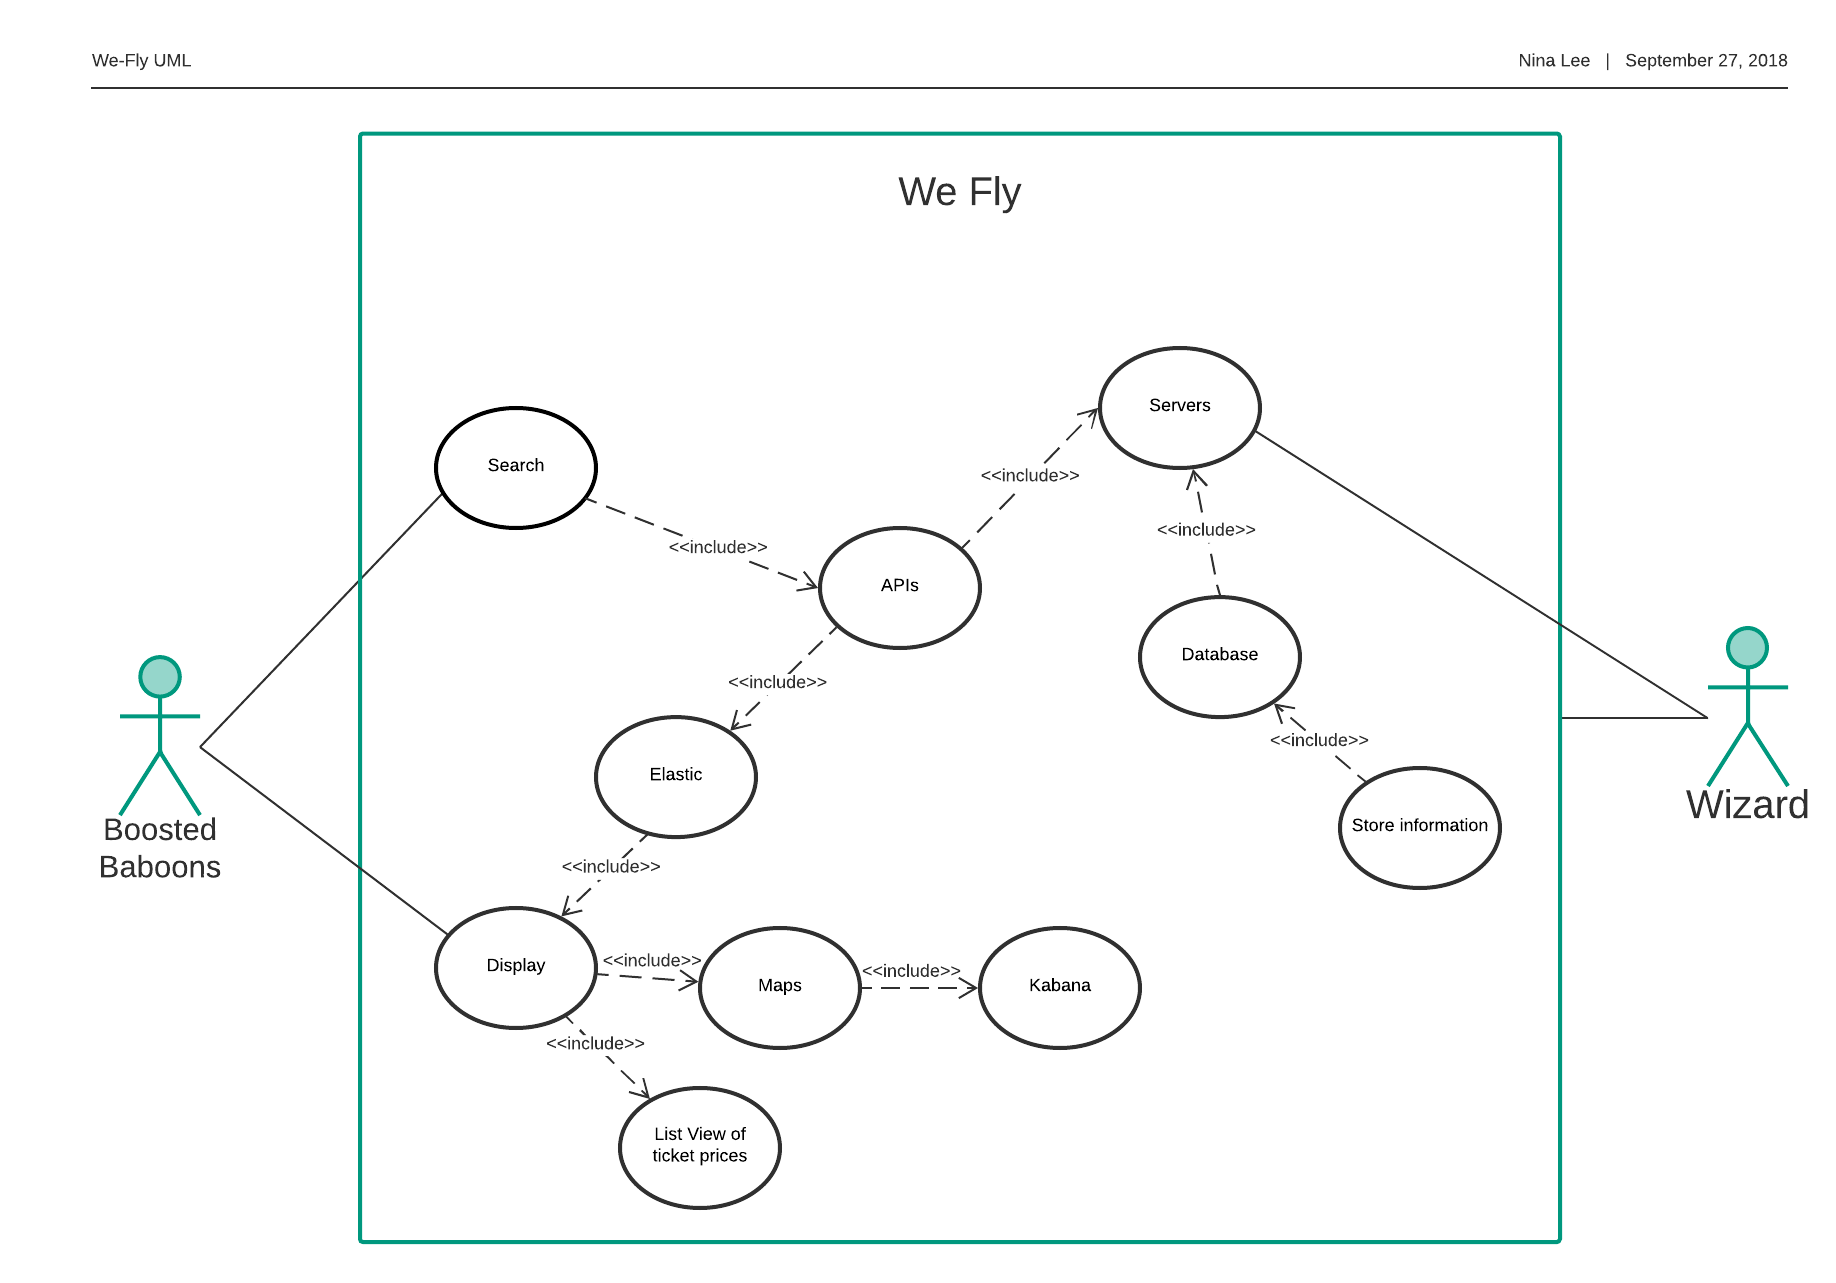 We-Fly UML
Nina Lee | September 27, 2018
We Fly
Servers
Search
<<include>>
<<include>>
<<include>>
APIs
Database
<<include>>
<<include>>
Elastic
Store information
Wizard
Boosted
Baboons
<<include>>
Display
<<include>>
Maps
<<include>>
Kabana
<<include>>
List View of
ticket prices